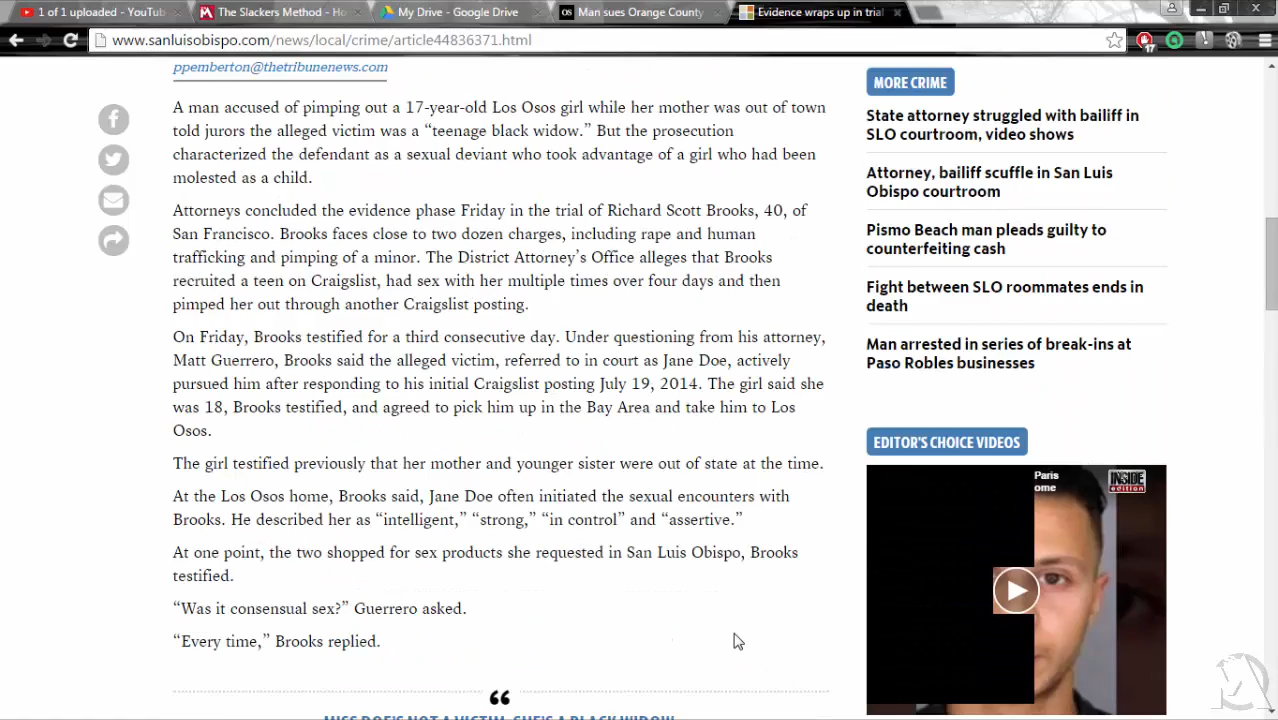 1 of 1 uploaded - YouTub
The Slackers Method - Ho
My Drive - Google Drive
Man sues Orange County
Evidence wraps up in trial
www.sanluisobispo.com/news/local/crime/article44836371.html
17
ppemberton@thetribunenews.com
A man accused of pimping out a 17-year-old Los Osos girl while her mother was out of town
told jurors the alleged victim was a “teenage black widow.” But the prosecution
characterized the defendant as a sexual deviant who took advantage of a girl who had been
molested as a child.
Attorneys concluded the evidence phase Friday in the trial of Richard Scott Brooks, 40, of
San Francisco. Brooks faces close to two dozen charges, including rape and human
trafficking and pimping of a minor. The District Attorney’s Office alleges that Brooks
recruited a teen on Craigslist, had sex with her multiple times over four days and then
pimped her out through another Craigslist posting.
On Friday, Brooks testified for a third consecutive day. Under questioning from his attorney,
Matt Guerrero, Brooks said the alleged victim, referred to in court as Jane Doe, actively
pursued him after responding to his initial Craigslist posting July 19, 2014. The girl said she
was 18, Brooks testified, and agreed to pick him up in the Bay Area and take him to Los
Osos.
The girl testified previously that her mother and younger sister were out of state at the time.
At the Los Osos home, Brooks said, Jane Doe often initiated the sexual encounters with
Brooks. He described her as “intelligent,” “strong,” “in control” and “assertive.”
At one point, the two shopped for sex products she requested in San Luis Obispo, Brooks
testified.
“Was it consensual sex?” Guerrero asked.
“Every time,” Brooks replied.
“
MISS DOE'S NOT A VICTIM. SHE'S A BLACK WIDOW
MORE CRIME
State attorney struggled with bailiff in
SLO courtroom, video shows
Attorney, bailiff scuffle in San Luis
Obispo courtroom
Pismo Beach man pleads guilty to
counterfeiting cash
Fight between SLO roommates ends in
death
Man arrested in series of break-ins at
Paso Robles businesses
EDITOR'S CHOICE VIDEOS
Paris
ome
INSIDE
edition